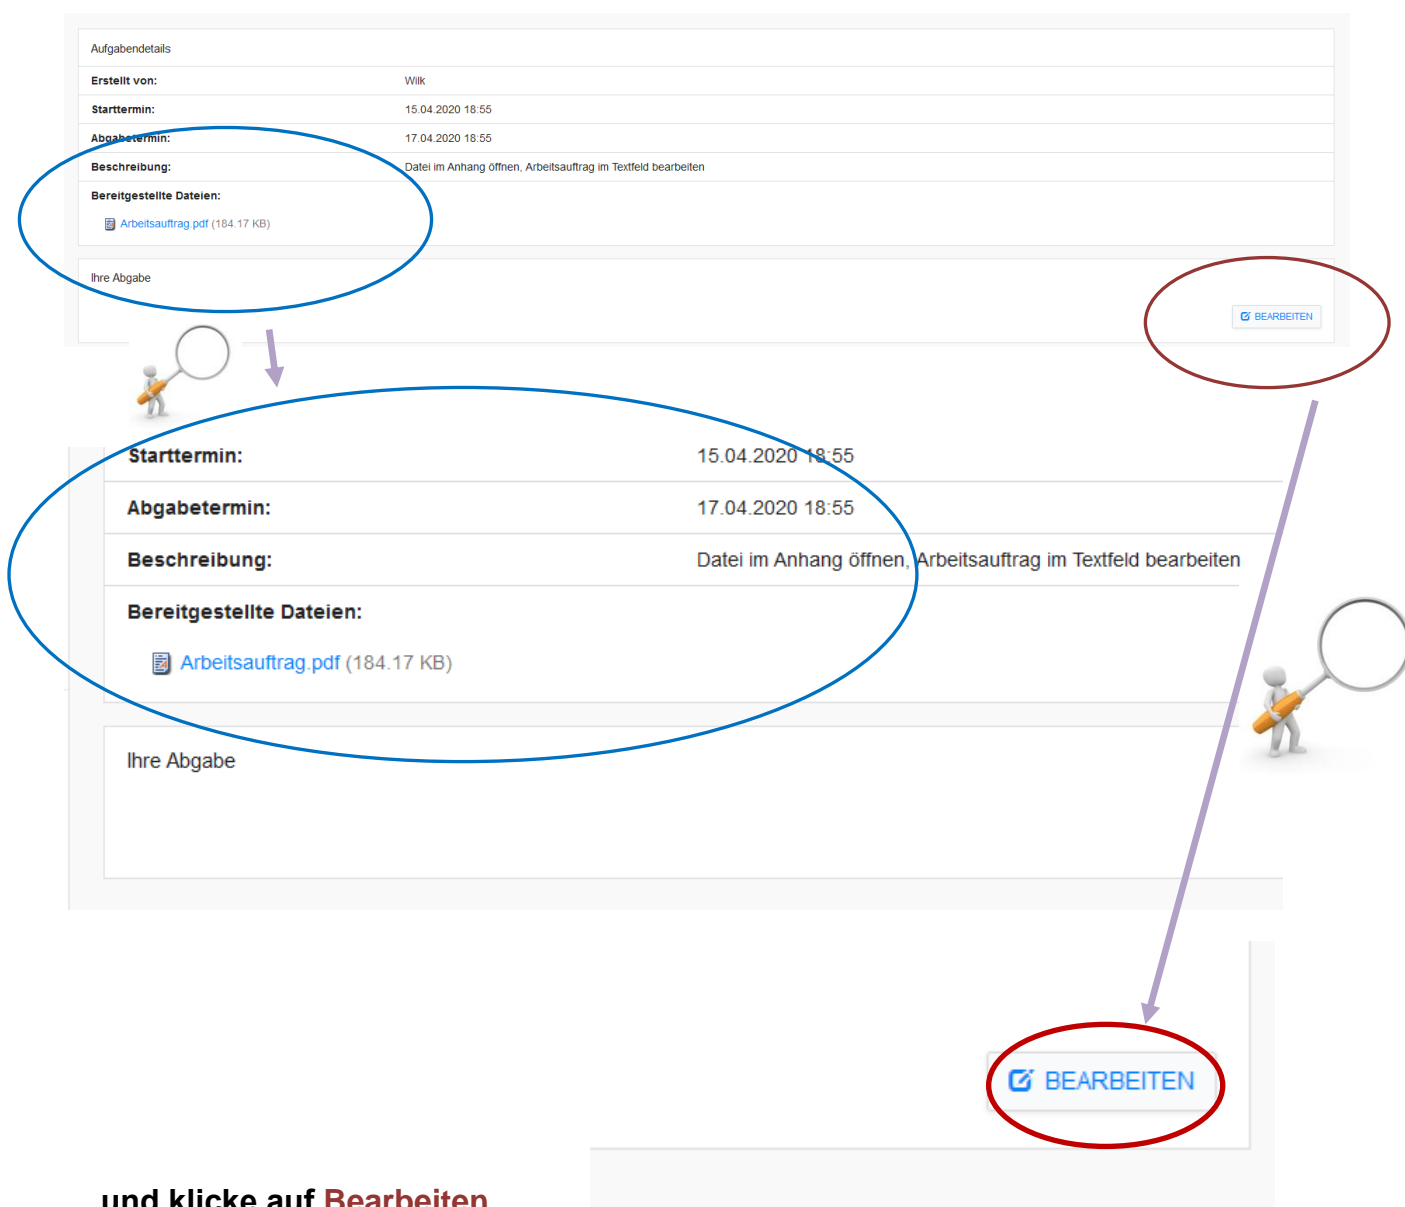 Aufgabendetails
Erstellt von: Wilk
Starttermin: 15.04.2020 18:55
Abgabetermin: 17.04.2020 18:55
Beschreibung: Datei im Anhang öffnen, Arbeitsauftrag im Textfeld bearbeiten
Bereitgestellte Dateien:
Arbeitsauftrag.pdf (184.17 KB)
Ihre Abgabe
BEARBEITEN
Starttermin: 15.04.2020 18:55
Abgabetermin: 17.04.2020 18:55
Beschreibung: Datei im Anhang öffnen, Arbeitsauftrag im Textfeld bearbeiten
Bereitgestellte Dateien:
Arbeitsauftrag.pdf (184.17 KB)
Ihre Abgabe
BEARBEITEN
und klicke auf Bearbeiten